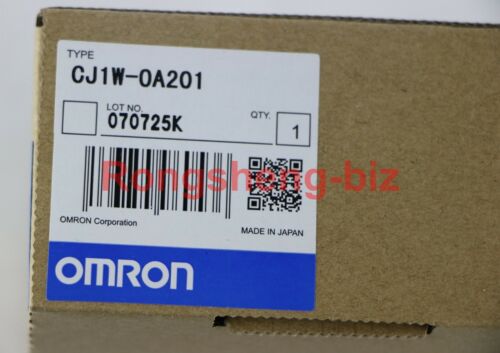 TYPE
CJ1W-OA201
LOT NO.
070725K
QTY.
1
Rongsheng-biz
OMRON Corporation
MADE IN JAPAN
OMRON